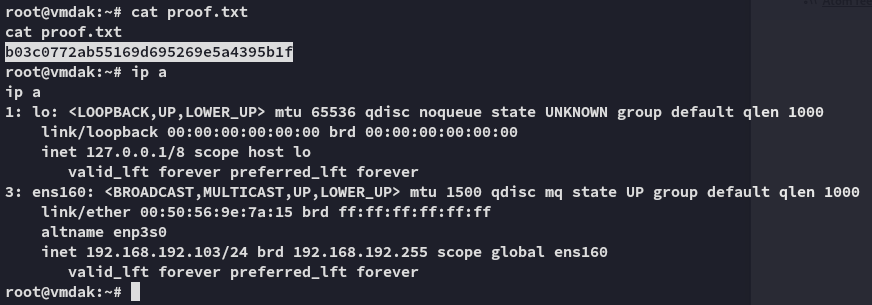 root@vmdak:~# cat proof.txt
cat proof.txt
b03c0772ab55169d695269e5a4395b1f
root@vmdak:~# ip a
ip a
1: lo: <LOOPBACK,UP,LOWER_UP> mtu 65536 qdisc noqueue state UNKNOWN group default qlen 1000
    link/loopback 00:00:00:00:00:00 brd 00:00:00:00:00:00
    inet 127.0.0.1/8 scope host lo
       valid_lft forever preferred_lft forever
3: ens160: <BROADCAST,MULTICAST,UP,LOWER_UP> mtu 1500 qdisc mq state UP group default qlen 1000
    link/ether 00:50:56:9e:7a:15 brd ff:ff:ff:ff:ff:ff
    altname enp3s0
    inet 192.168.192.103/24 brd 192.168.192.255 scope global ens160
       valid_lft forever preferred_lft forever
root@vmdak:~#